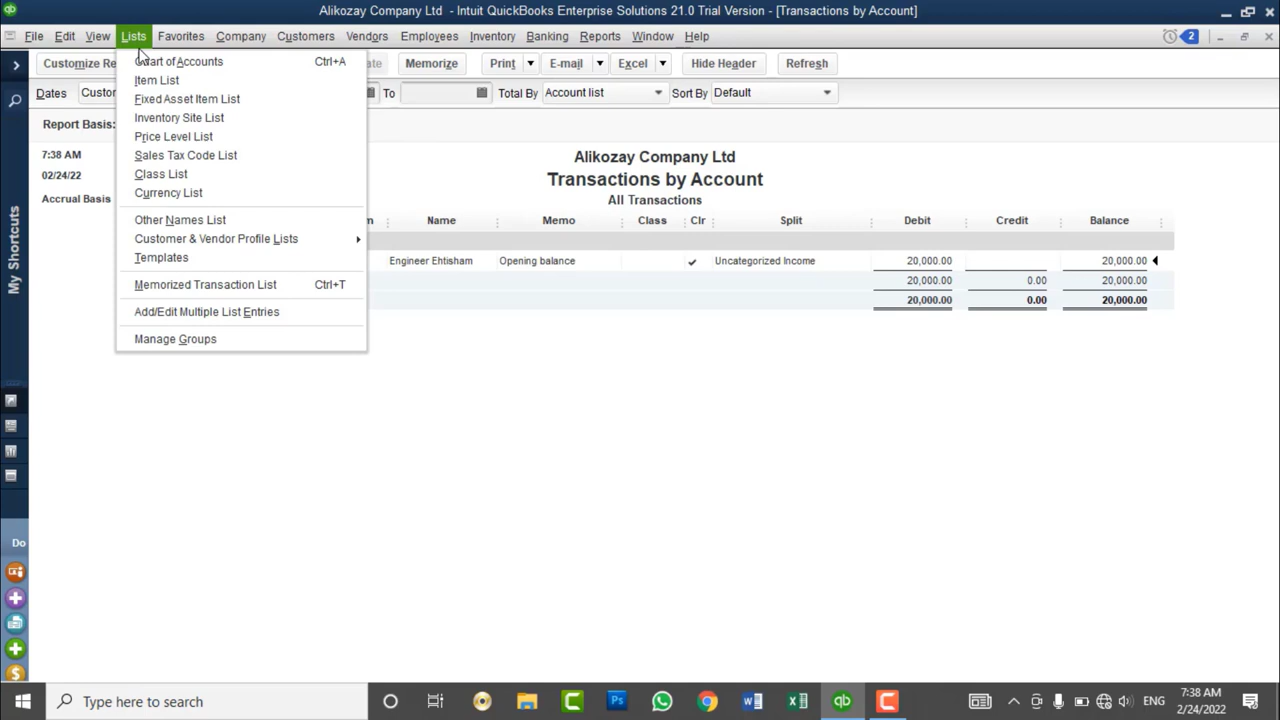 Alikozay Company Ltd - Intuit QuickBooks Enterprise Solutions 21.0 Trial Version - [Transactions by Account]
File Edit View Lists Favorites Company Customers Vendors Employees Inventory Banking Reports Window Help 2
Customize Re Memorize Print E-mail Excel Hide Header Refresh
Dates Custo To Total By Account list Sort By Default
Report Basis:
Chart of Accounts Ctrl+A
Item List
Fixed Asset Item List
Inventory Site List
Price Level List
Sales Tax Code List
Class List
Currency List
Other Names List
Customer & Vendor Profile Lists
Templates
Memorized Transaction List Ctrl+T
Add/Edit Multiple List Entries
Manage Groups
7:38 AM
02/24/22
Accrual Basis
Alikozay Company Ltd
Transactions by Account
All Transactions
Name Memo Class Clr Split Debit Credit Balance
Engineer Ehtisham Opening balance ✓ Uncategorized Income 20,000.00 20,000.00
20,000.00 0.00 20,000.00
20,000.00 0.00 20,000.00
My Shortcuts
Do
Type here to search
ENG
7:38 AM
2/24/2022